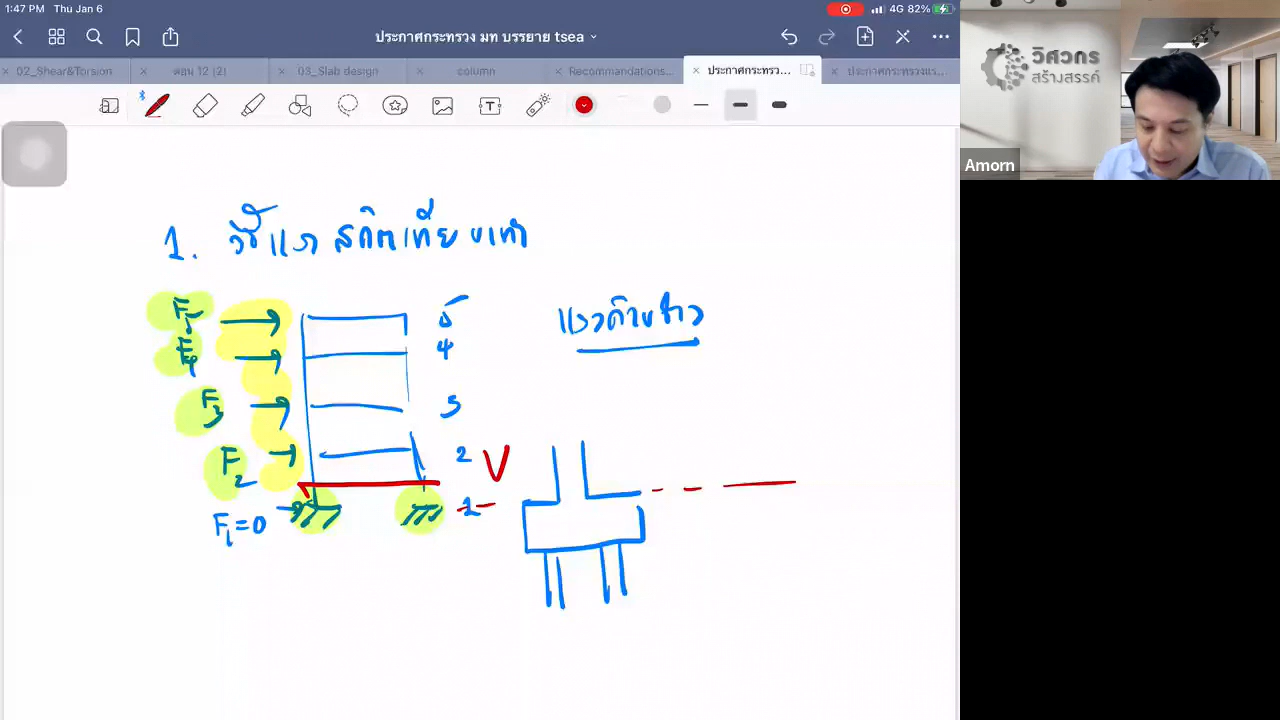 1:47 PM Thu Jan 6
4G 82%
ประกาศกระทรวง มท บรรยาย tsea
02_Shear&Torsion
ตอน 12 (2)
03_Slab design
column
Recommandations...
ประกาศกระทรว...
ประกาศกระทรวงแร...
วิศวกร
สร้างสรรค์
Amorn
1. วิธีแรงสถิตเทียบเท่า
F5 5
F4 4
แรงด้านข้าง
F3 3
F2 2 V
F1=0 1